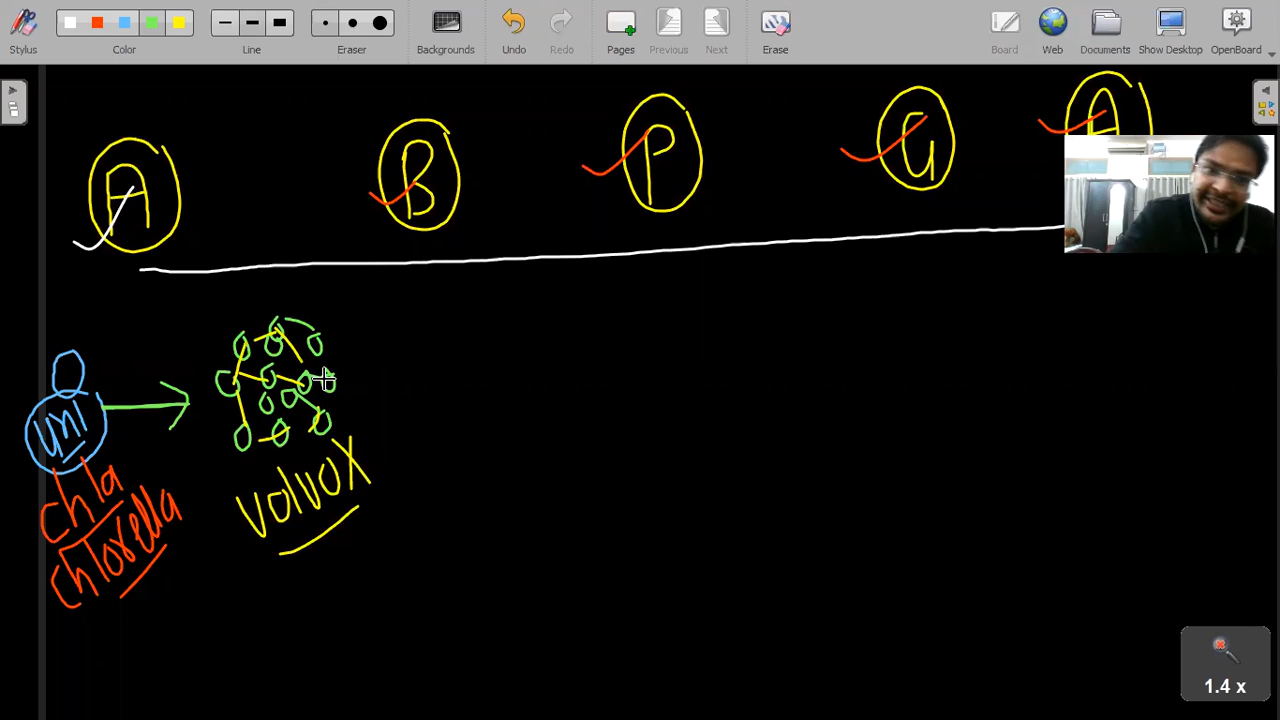 Stylus Color Line Eraser Backgrounds Undo Redo Pages Previous Next Erase Board Web Documents Show Desktop OpenBoard
A B P G A
uni
chla
chlorella
volvox
1.4 x